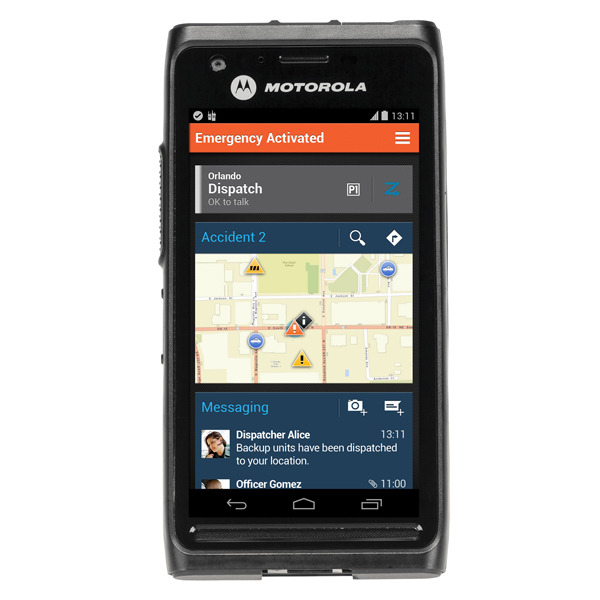 MOTOROLA
13:11
Emergency Activated
Orlando
Dispatch
OK to talk
P1
Accident 2
Messaging
Dispatcher Alice 13:11
Backup units have been dispatched
to your location.
Officer Gomez 11:00